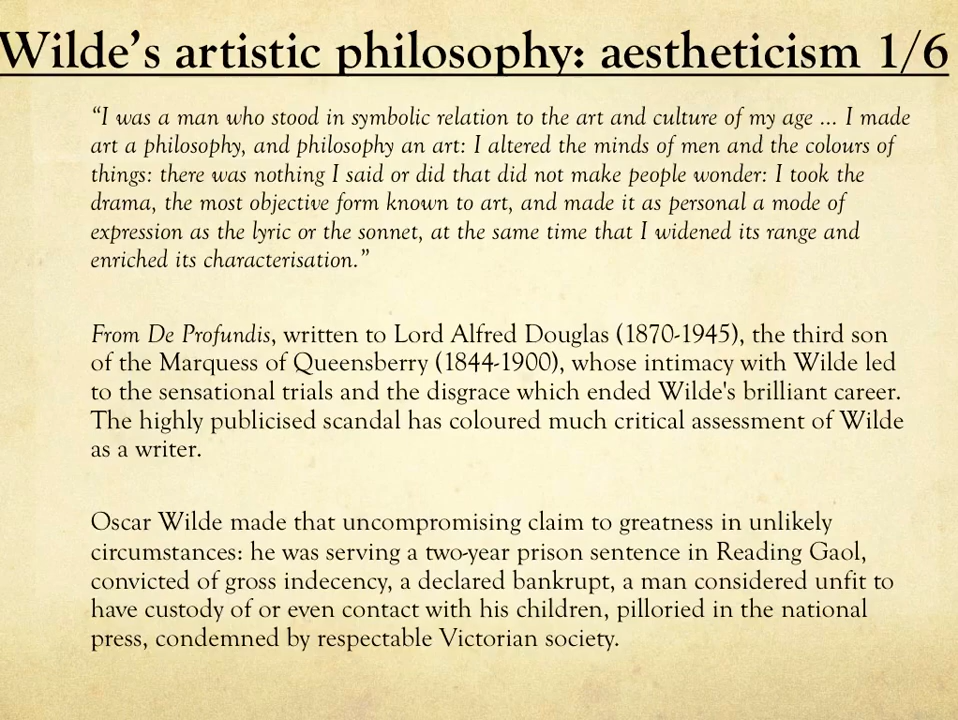 Wilde’s artistic philosophy: aestheticism 1/6
“I was a man who stood in symbolic relation to the art and culture of my age ... I made
art a philosophy, and philosophy an art: I altered the minds of men and the colours of
things: there was nothing I said or did that did not make people wonder: I took the
drama, the most objective form known to art, and made it as personal a mode of
expression as the lyric or the sonnet, at the same time that I widened its range and
enriched its characterisation.”
From De Profundis, written to Lord Alfred Douglas (1870-1945), the third son
of the Marquess of Queensberry (1844-1900), whose intimacy with Wilde led
to the sensational trials and the disgrace which ended Wilde's brilliant career.
The highly publicised scandal has coloured much critical assessment of Wilde
as a writer.
Oscar Wilde made that uncompromising claim to greatness in unlikely
circumstances: he was serving a two-year prison sentence in Reading Gaol,
convicted of gross indecency, a declared bankrupt, a man considered unfit to
have custody of or even contact with his children, pilloried in the national
press, condemned by respectable Victorian society.